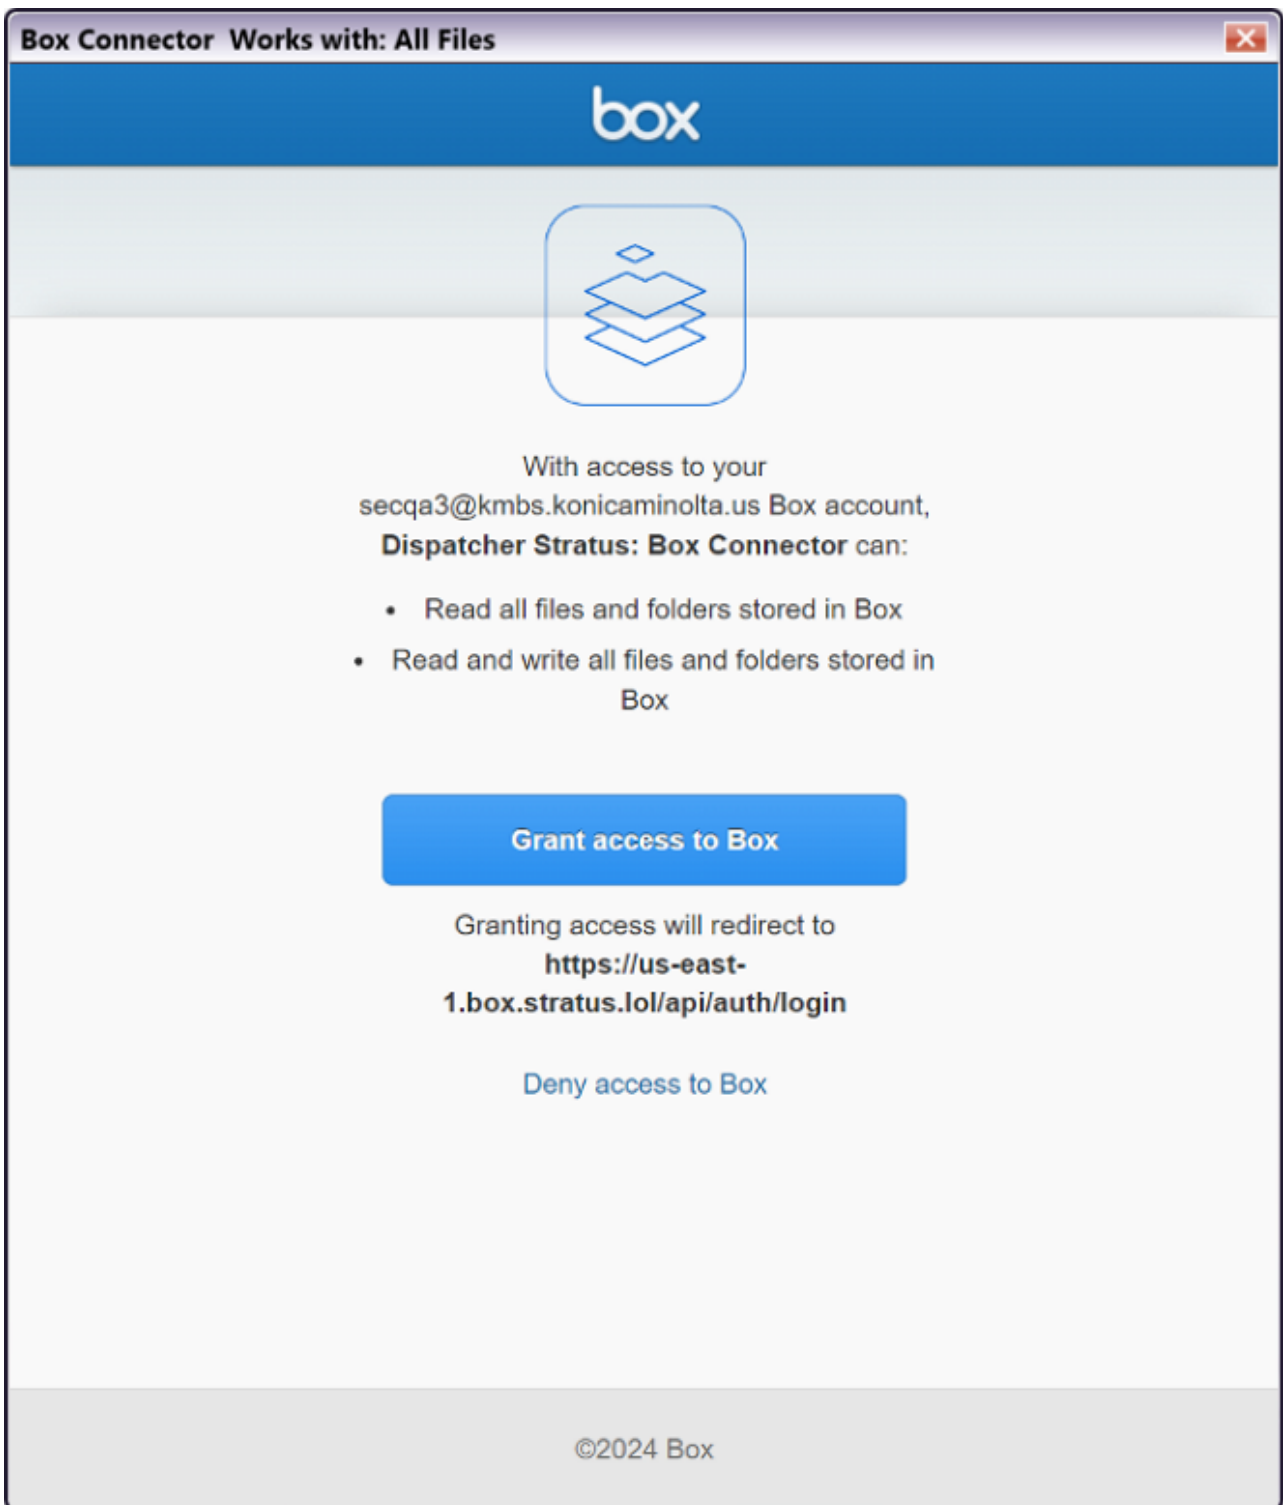 Box Connector  Works with: All Files
box
With access to your
secqa3@kmbs.konicaminolta.us Box account,
Dispatcher Stratus: Box Connector can:
• Read all files and folders stored in Box
• Read and write all files and folders stored in
Box
Grant access to Box
Granting access will redirect to
https://us-east-
1.box.stratus.lol/api/auth/login
Deny access to Box
©2024 Box